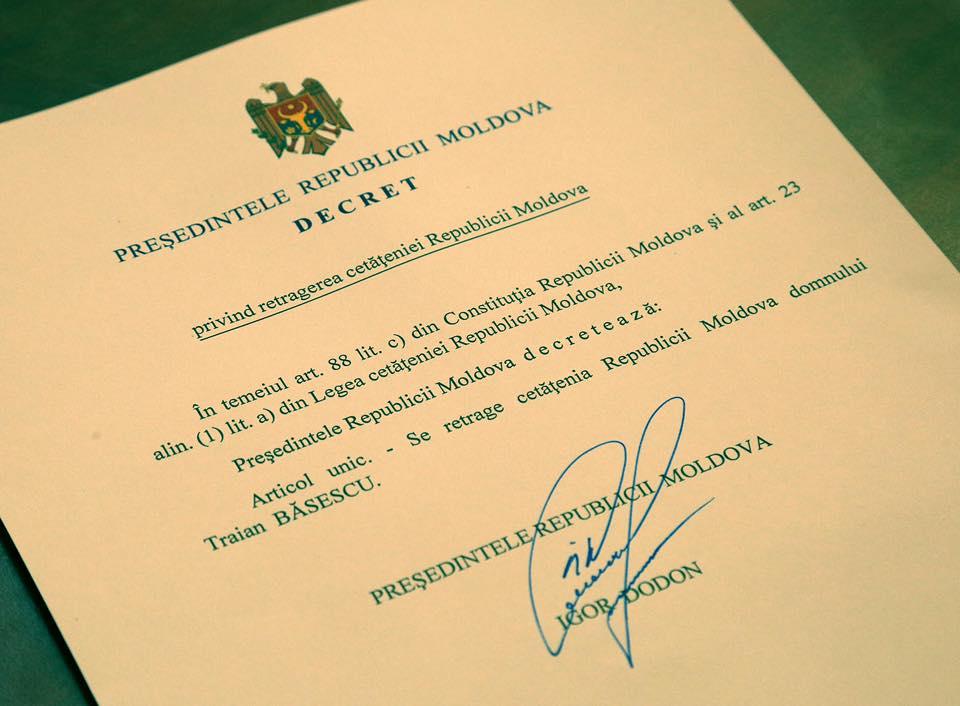 PREŞEDINTELE REPUBLICII MOLDOVA
DECRET
privind retragerea cetăţeniei Republicii Moldova
În temeiul art. 88 lit. c) din Constituţia Republicii Moldova şi al art. 23
alin. (1) lit. a) din Legea cetăţeniei Republicii Moldova,
Preşedintele Republicii Moldova decretează:
Articol unic. - Se retrage cetăţenia Republicii Moldova domnului
Traian BĂSESCU.
PREŞEDINTELE REPUBLICII MOLDOVA
IGOR DODON